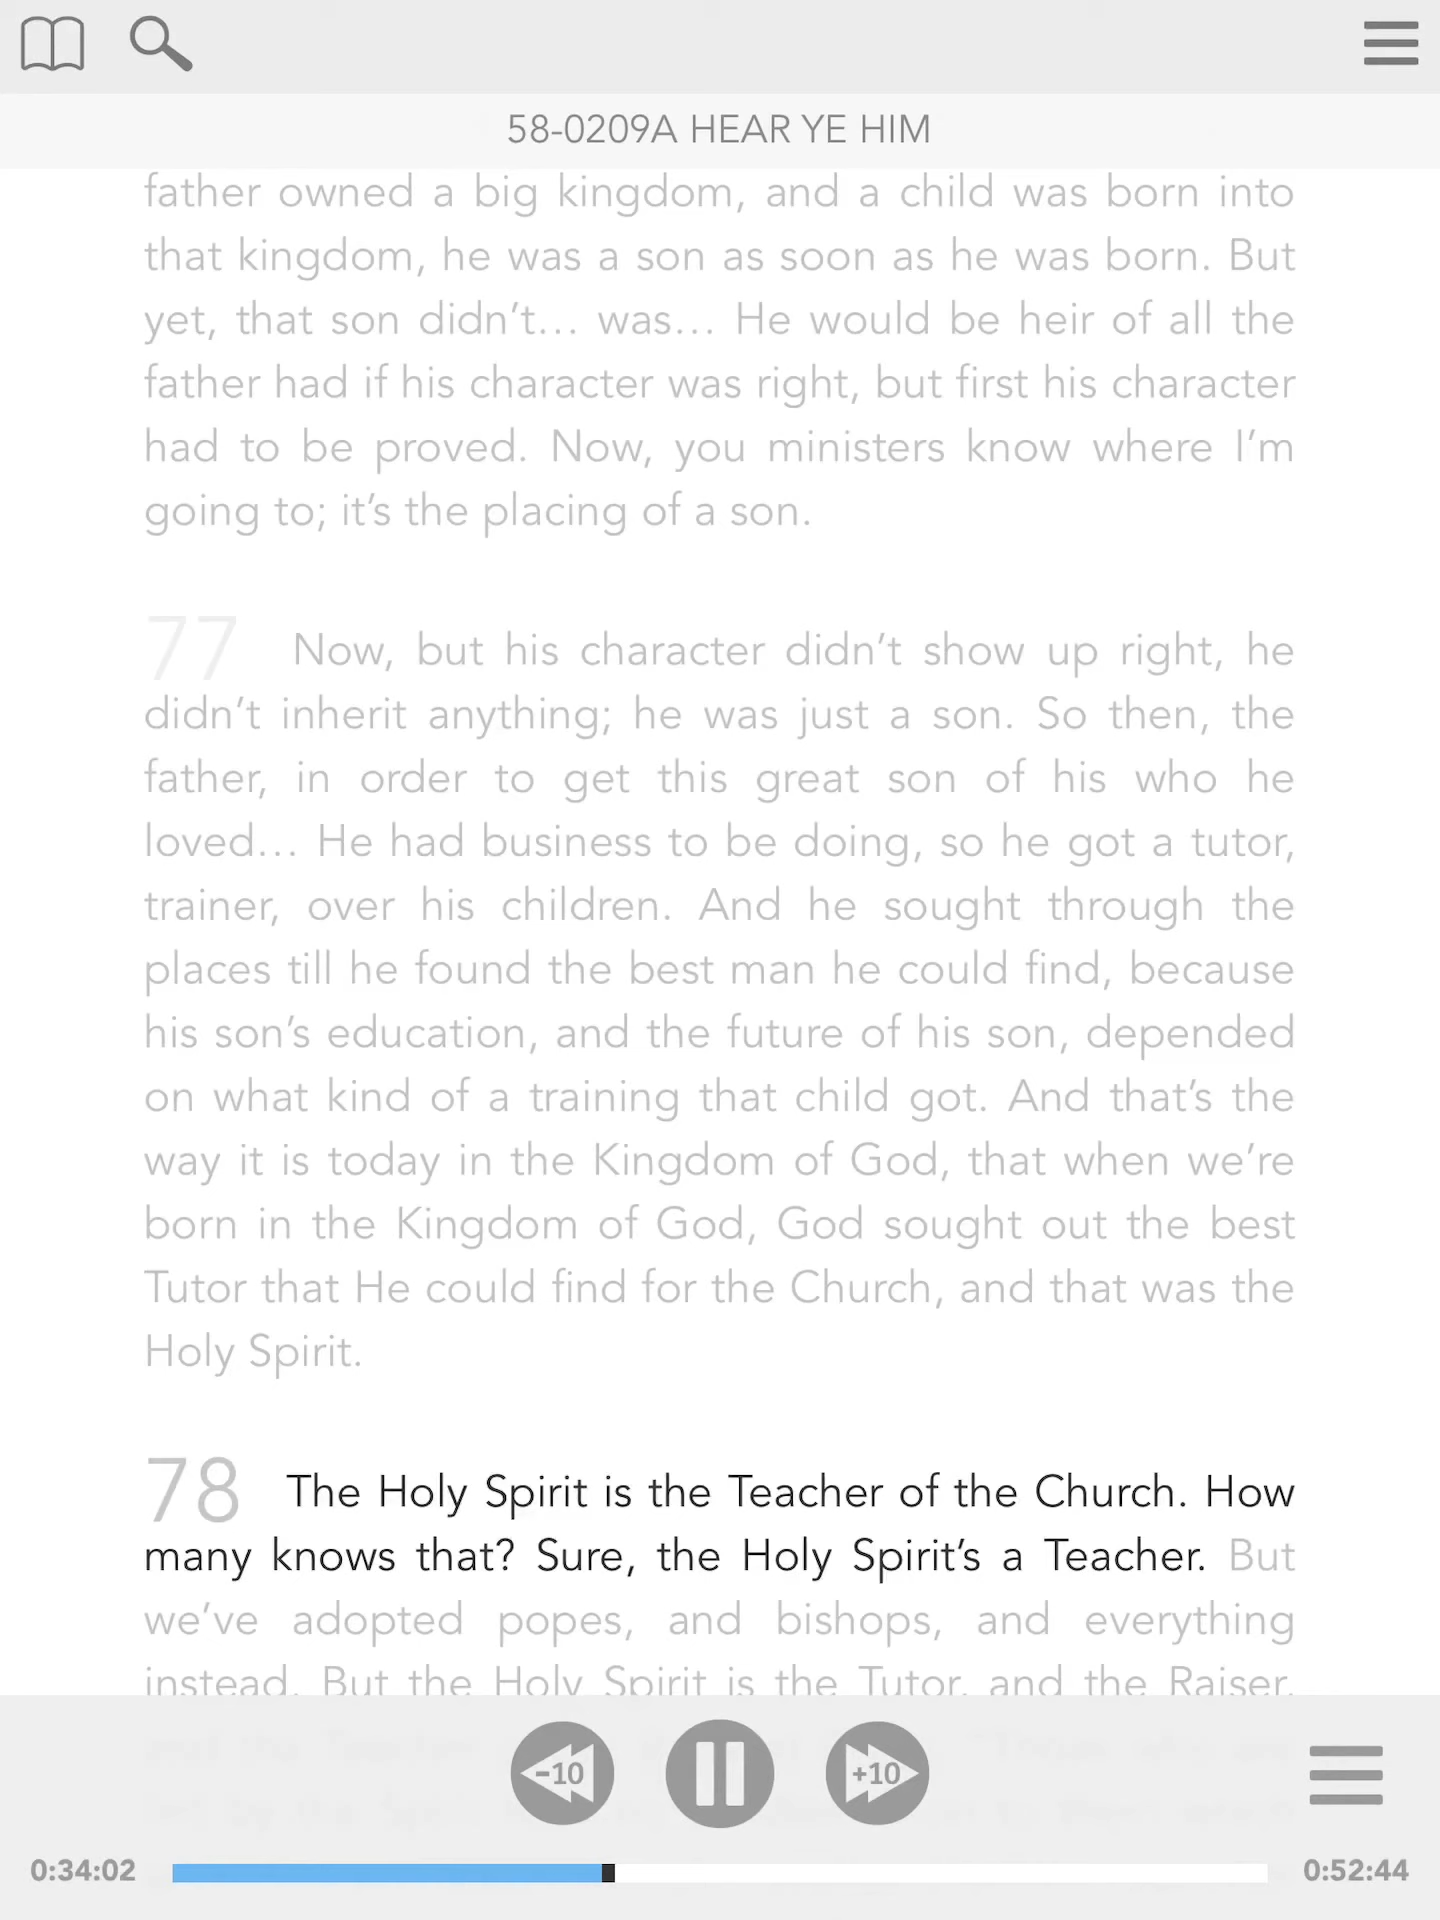 58-0209A HEAR YE HIM
father owned a big kingdom, and a child was born into
that kingdom, he was a son as soon as he was born. But
yet, that son didn’t… was… He would be heir of all the
father had if his character was right, but first his character
had to be proved. Now, you ministers know where I’m
going to; it’s the placing of a son.
77 Now, but his character didn’t show up right, he
didn’t inherit anything; he was just a son. So then, the
father, in order to get this great son of his who he
loved… He had business to be doing, so he got a tutor,
trainer, over his children. And he sought through the
places till he found the best man he could find, because
his son’s education, and the future of his son, depended
on what kind of a training that child got. And that’s the
way it is today in the Kingdom of God, that when we’re
born in the Kingdom of God, God sought out the best
Tutor that He could find for the Church, and that was the
Holy Spirit.
78 The Holy Spirit is the Teacher of the Church. How
many knows that? Sure, the Holy Spirit’s a Teacher. But
we’ve adopted popes, and bishops, and everything
instead. But the Holy Spirit is the Tutor, and the Raiser,
-10 +10
0:34:02 0:52:44